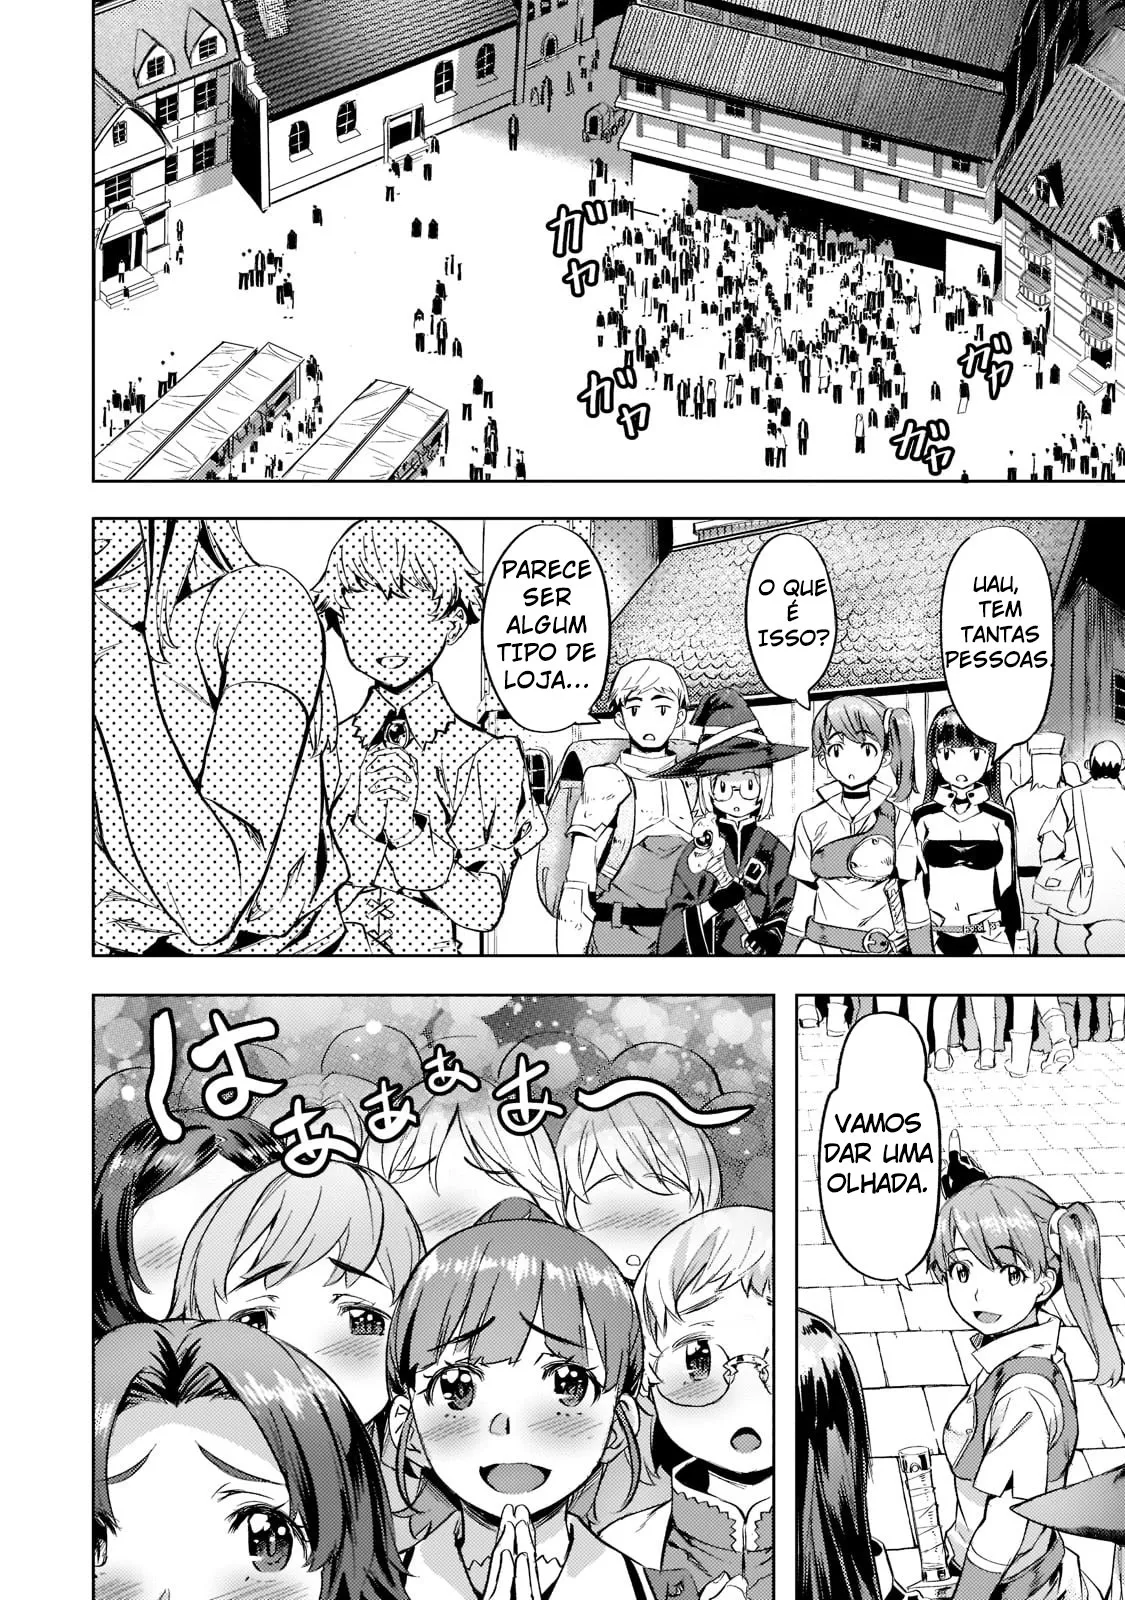 ガヤ
ガヤ
ガヤ
ガヤ
UAU,
TEM
TANTAS
PESSOAS.
O QUE
É
ISSO?
PARECE
SER
ALGUM
TIPO DE
LOJA...
VAMOS
DAR UMA
OLHADA.
はぁぁぁあ〜